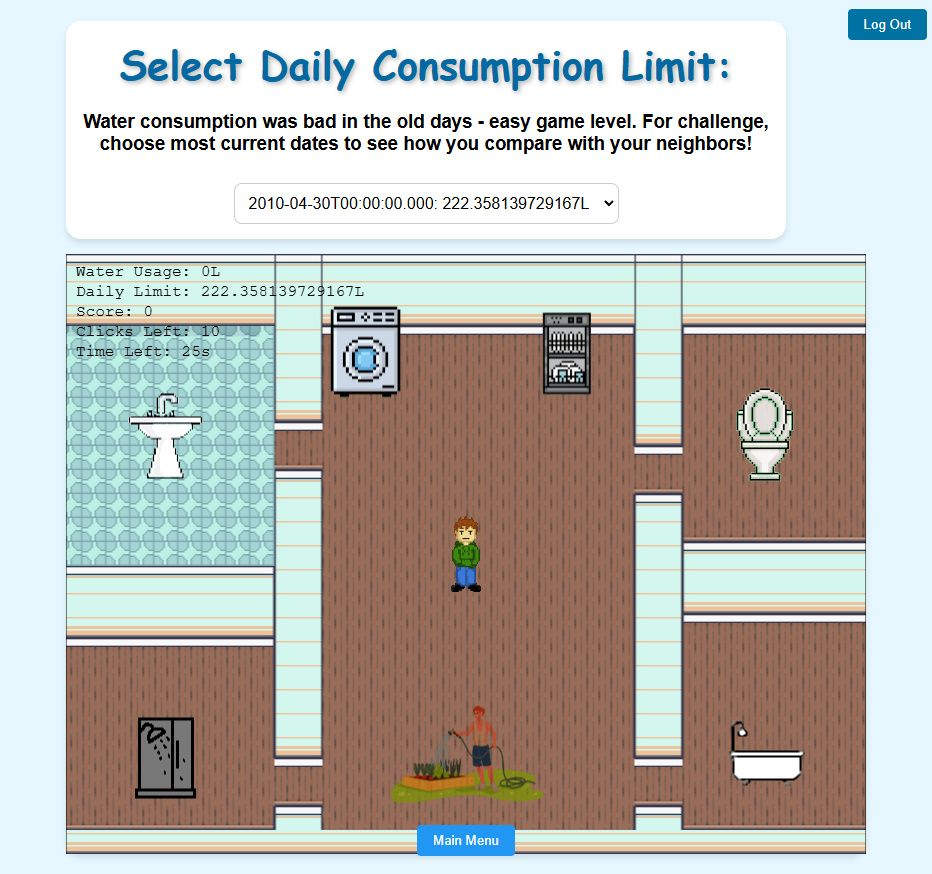 Log Out
Select Daily Consumption Limit:
Water consumption was bad in the old days - easy game level. For challenge,
choose most current dates to see how you compare with your neighbors!
2010-04-30T00:00:00.000: 222.358139729167L
Water Usage: 0L
Daily Limit: 222.358139729167L
Score: 0
Clicks Left: 10
Time Left: 25s
Main Menu